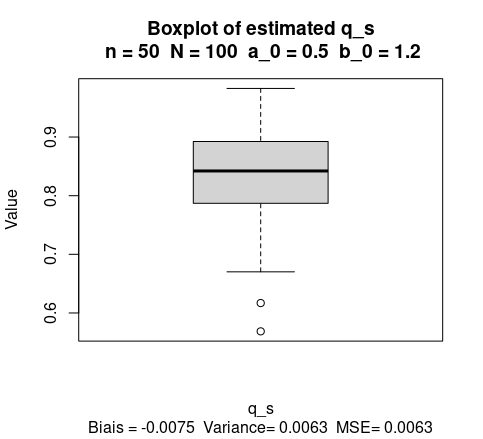 Boxplot of estimated q_s
n = 50 N = 100 a_0 = 0.5 b_0 = 1.2
0.9
0.8
0.7
0.6
Value
q_s
Biais = -0.0075 Variance= 0.0063 MSE= 0.0063